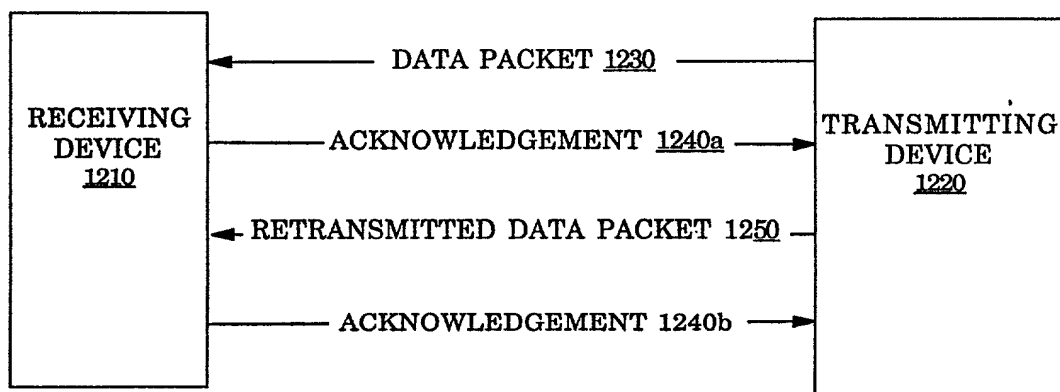 DATA PACKET 1230
RECEIVING
DEVICE
1210
ACKNOWLEDGEMENT 1240a
TRANSMITTING
DEVICE
1220
RETRANSMITTED DATA PACKET 1250
ACKNOWLEDGEMENT 1240b